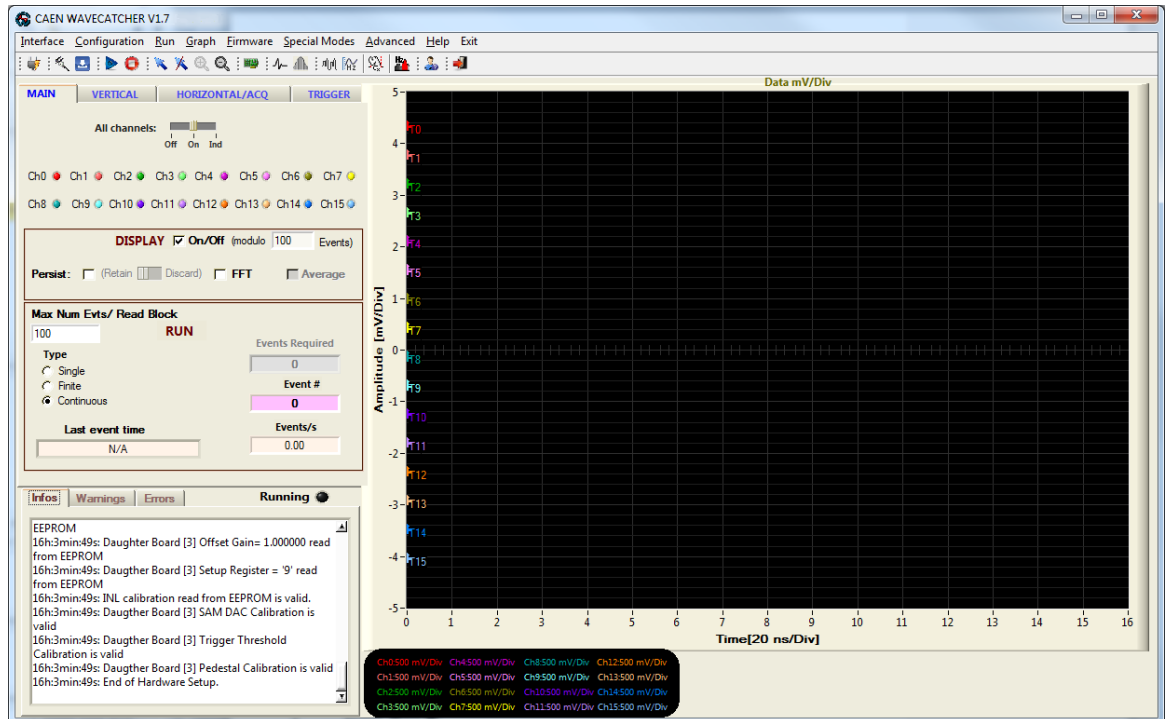 CAEN WAVECATCHER V1.7
Interface Configuration Run Graph Firmware Special Modes Advanced Help Exit
MAIN VERTICAL HORIZONTAL/ACQ TRIGGER
All channels:
Off On Ind
Ch0 Ch1 Ch2 Ch3 Ch4 Ch5 Ch6 Ch7
Ch8 Ch9 Ch10 Ch11 Ch12 Ch13 Ch14 Ch15
DISPLAY On/Off (modulo 100 Events)
Persist: (Retain Discard) FFT Average
Max Num Evts/ Read Block
100 RUN
Events Required
0
Type
Single
Finite
Continuous
Event #
0
Last event time
N/A
Events/s
0.00
Infos Warnings Errors Running
EEPROM
16h:3min:49s: Daughter Board [3] Offset Gain= 1.000000 read
from EEPROM
16h:3min:49s: Daugther Board [3] Setup Register = '9' read
from EEPROM
16h:3min:49s: INL calibration read from EEPROM is valid.
16h:3min:49s: Daugther Board [3] SAM DAC Calibration is
valid
16h:3min:49s: Daugther Board [3] Trigger Threshold
Calibration is valid
16h:3min:49s: Daugther Board [3] Pedestal Calibration is valid
16h:3min:49s: End of Hardware Setup.
Data mV/Div
Amplitude [mV/Div]
5
4
3
2
1
0
-1
-2
-3
-4
-5
T0
T1
T2
T3
T4
T5
T6
T7
T8
T9
T10
T11
T12
T13
T14
T15
0 1 2 3 4 5 6 7 8 9 10 11 12 13 14 15 16
Time[20 ns/Div]
Ch0:500 mV/Div Ch4:500 mV/Div Ch8:500 mV/Div Ch12:500 mV/Div
Ch1:500 mV/Div Ch5:500 mV/Div Ch9:500 mV/Div Ch13:500 mV/Div
Ch2:500 mV/Div Ch6:500 mV/Div Ch10:500 mV/Div Ch14:500 mV/Div
Ch3:500 mV/Div Ch7:500 mV/Div Ch11:500 mV/Div Ch15:500 mV/Div